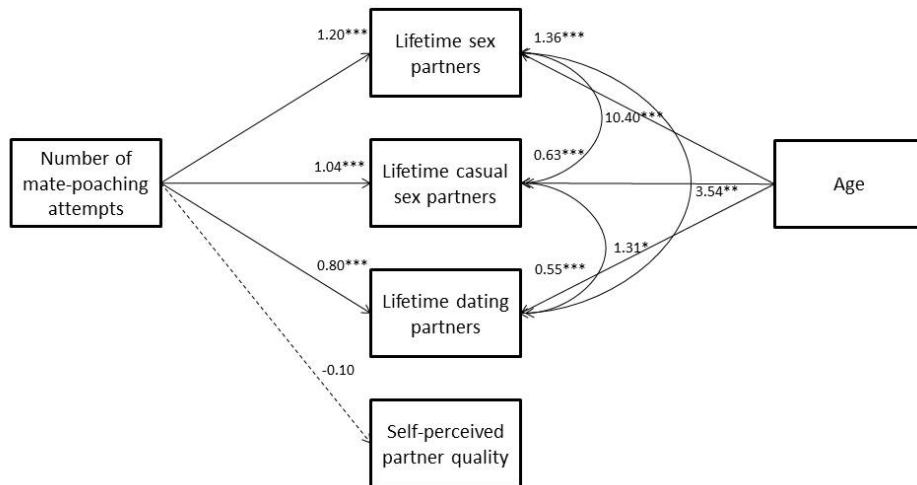 1.20***
Lifetime sex
partners
1.36***
10.40***
Number of
mate-poaching
attempts
1.04***
Lifetime casual
sex partners
0.63***
3.54**
Age
0.80***
Lifetime dating
partners
0.55***
1.31*
-0.10
Self-perceived
partner quality